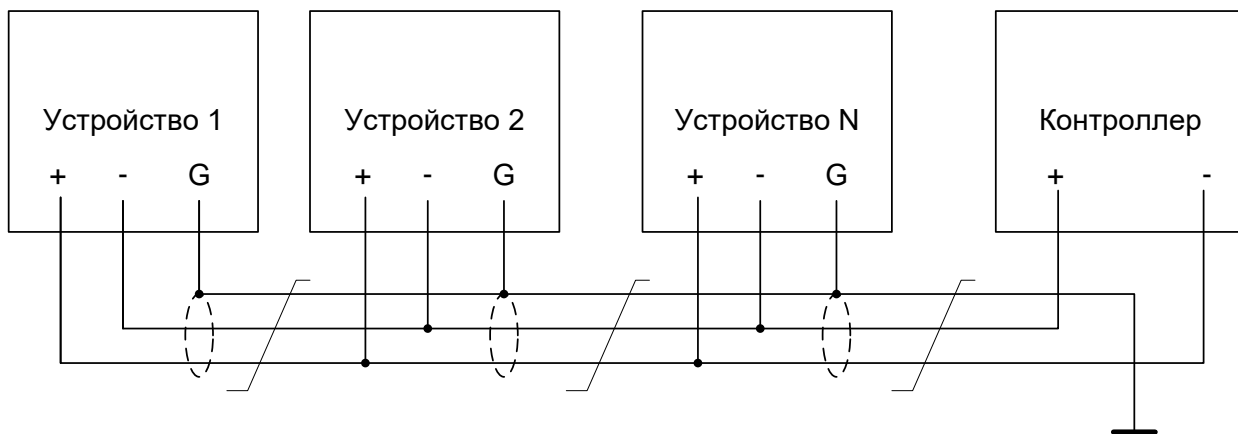 Устройство 1 Устройство 2 Устройство N Контроллер
+ - G + - G + - G + -